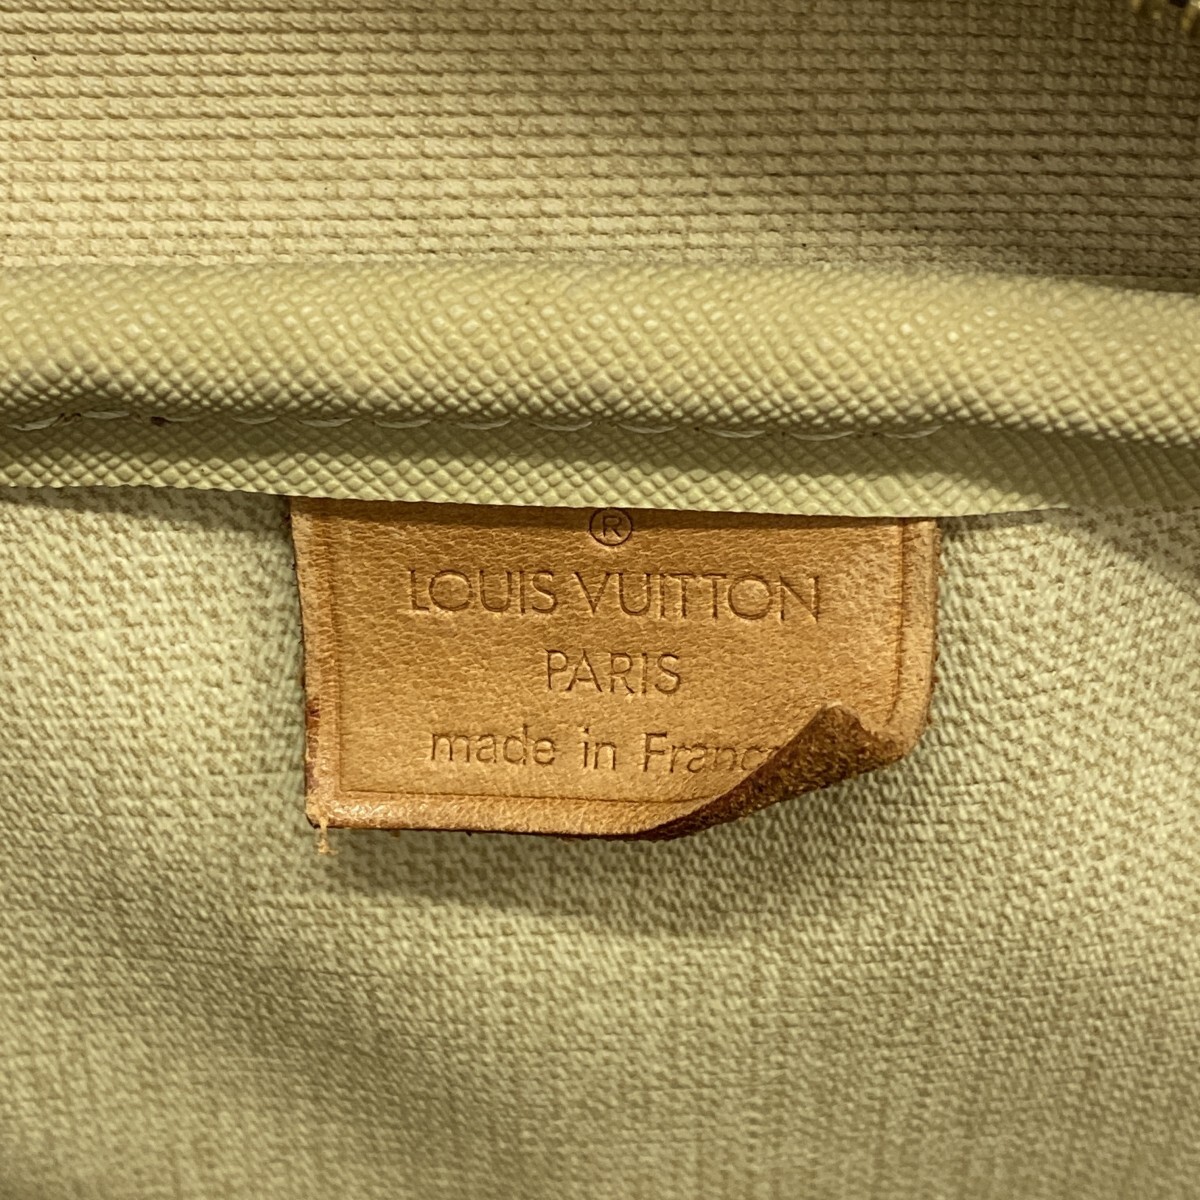 ®
LOUIS VUITTON
PARIS
made in Franc